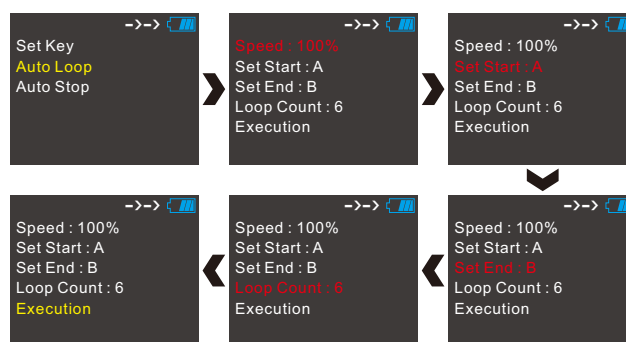 ->->
Set Key
Auto Loop
Auto Stop
->->
Speed : 100%
Set Start : A
Set End : B
Loop Count : 6
Execution
->->
Speed : 100%
Set Start : A
Set End : B
Loop Count : 6
Execution
->->
Speed : 100%
Set Start : A
Set End : B
Loop Count : 6
Execution
->->
Speed : 100%
Set Start : A
Set End : B
Loop Count : 6
Execution
->->
Speed : 100%
Set Start : A
Set End : B
Loop Count : 6
Execution